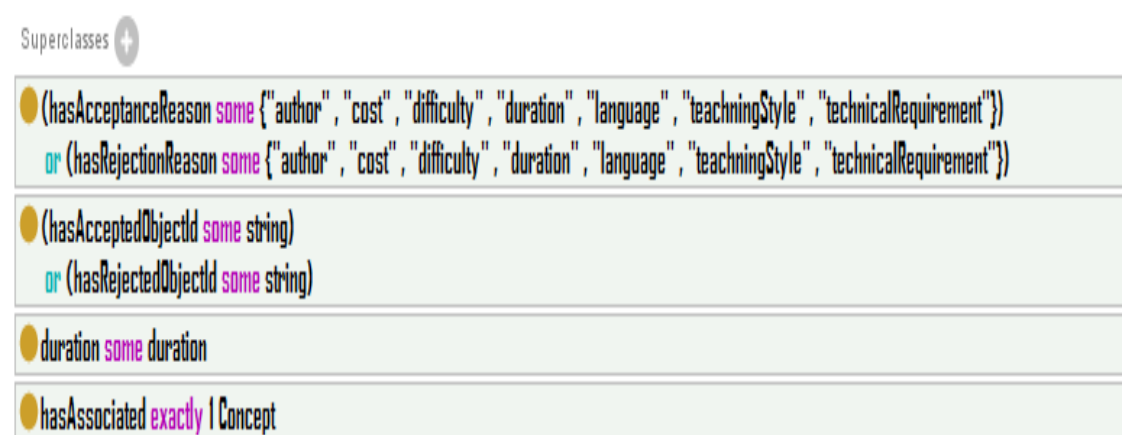 Superclasses +
(hasAcceptanceReason some {"author" , "cost" , "difficulty" , "duration" , "language" , "teachningStyle" , "technicalRequirement"})
or (hasRejectionReason some {"author" , "cost" , "difficulty" , "duration" , "language" , "teachningStyle" , "technicalRequirement"})
(hasAcceptedObjectId some string)
or (hasRejectedObjectId some string)
duration some duration
hasAssociated exactly 1 Concept